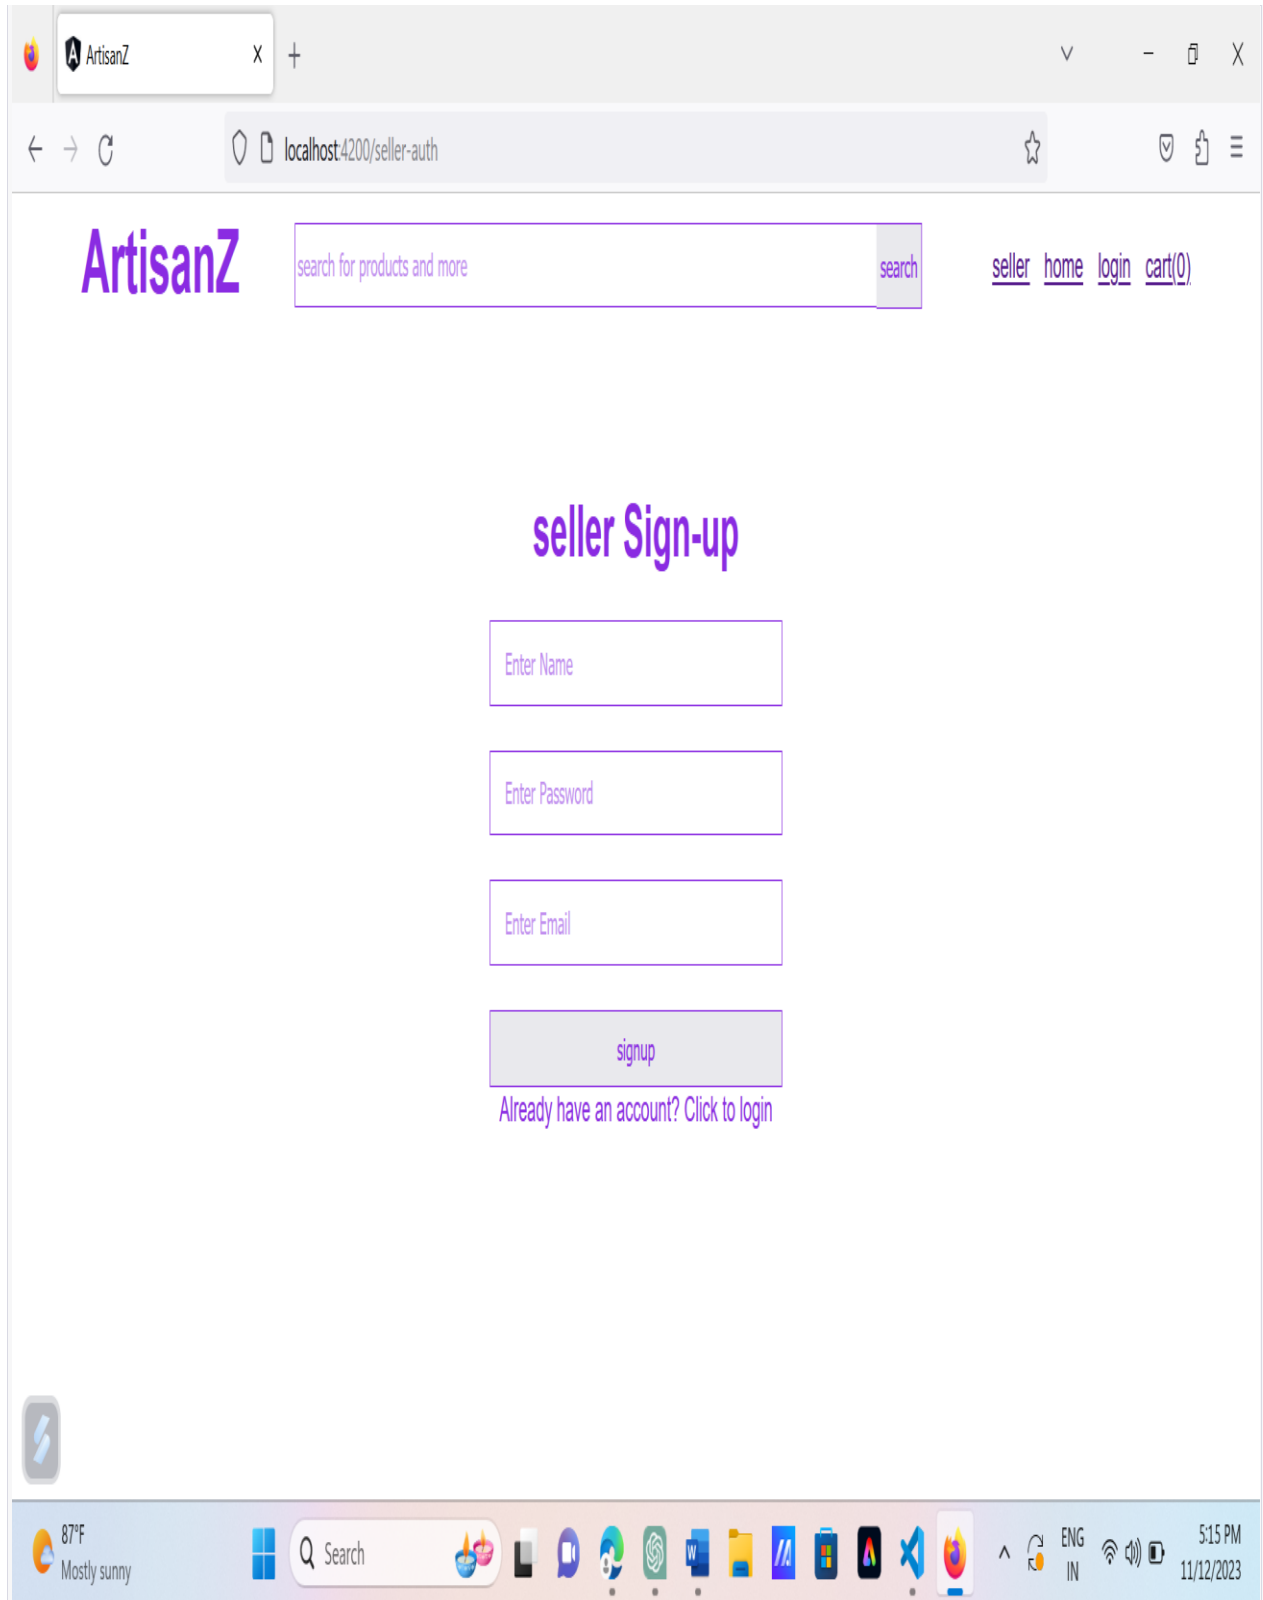 ArtisanZ
localhost:4200/seller-auth
ArtisanZ
search for products and more
search
seller home login cart(0)
seller Sign-up
Enter Name
Enter Password
Enter Email
signup
Already have an account? Click to login
87°F
Mostly sunny
Search
ENG
IN
5:15 PM
11/12/2023